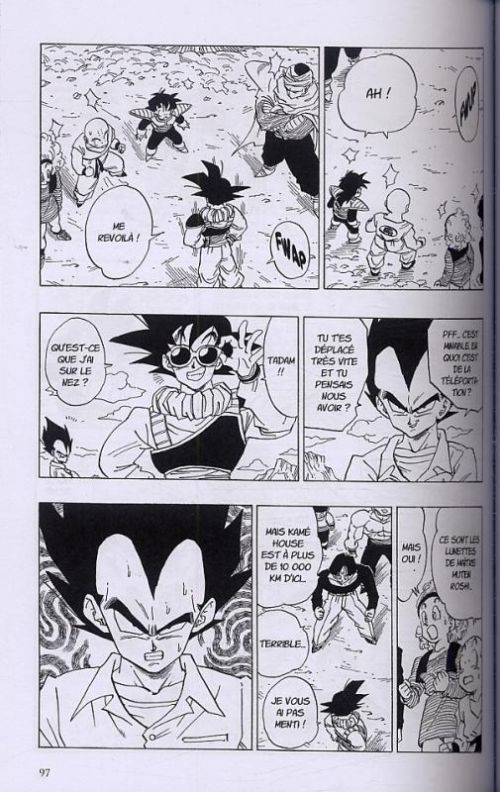 FWAP
AH !
ME
REVOILÀ !
FWAP
PFF.. C'EST
MINABLE. EN
QUOI C'EST
DE LA
TÉLÉPORTA-
TION ?
TU T'ES
DÉPLACÉ
TRÈS VITE
ET TU
PENSAIS
NOUS
AVOIR ?
TADAM
!!
QU'EST-CE
QUE J'AI
SUR LE
NEZ ?
CE SONT LES
LUNETTES
DE MAÎTRE
MUTEN
ROSHI..
MAIS
OUI !
MAIS KAMÉ
HOUSE
EST À PLUS
DE 10 000
KM D'ICI..
TERRIBLE..
JE VOUS
AI PAS
MENTI !
97